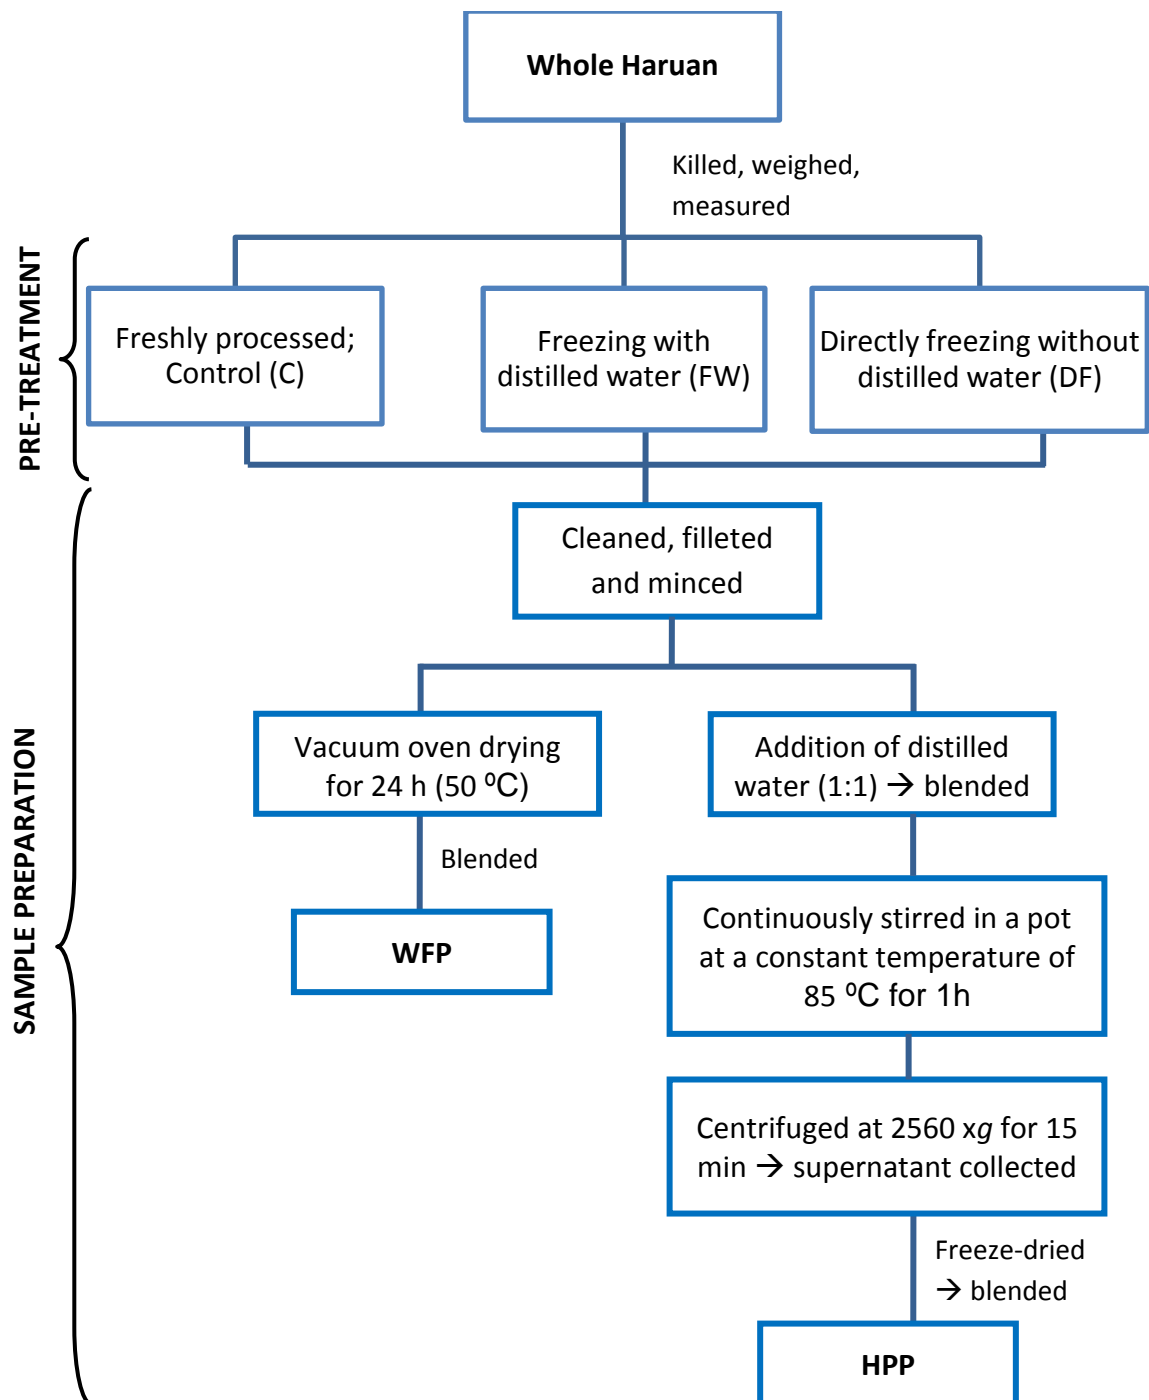 Whole Haruan
Killed, weighed,
measured
PRE-TREATMENT
Freshly processed;
Control (C)
Freezing with
distilled water (FW)
Directly freezing without
distilled water (DF)
SAMPLE PREPARATION
Cleaned, filleted
and minced
Vacuum oven drying
for 24 h (50 ⁰C)
Blended
WFP
Addition of distilled
water (1:1) → blended
Continuously stirred in a pot
at a constant temperature of
85 ⁰C for 1h
Centrifuged at 2560 xg for 15
min → supernatant collected
Freeze-dried
→ blended
HPP